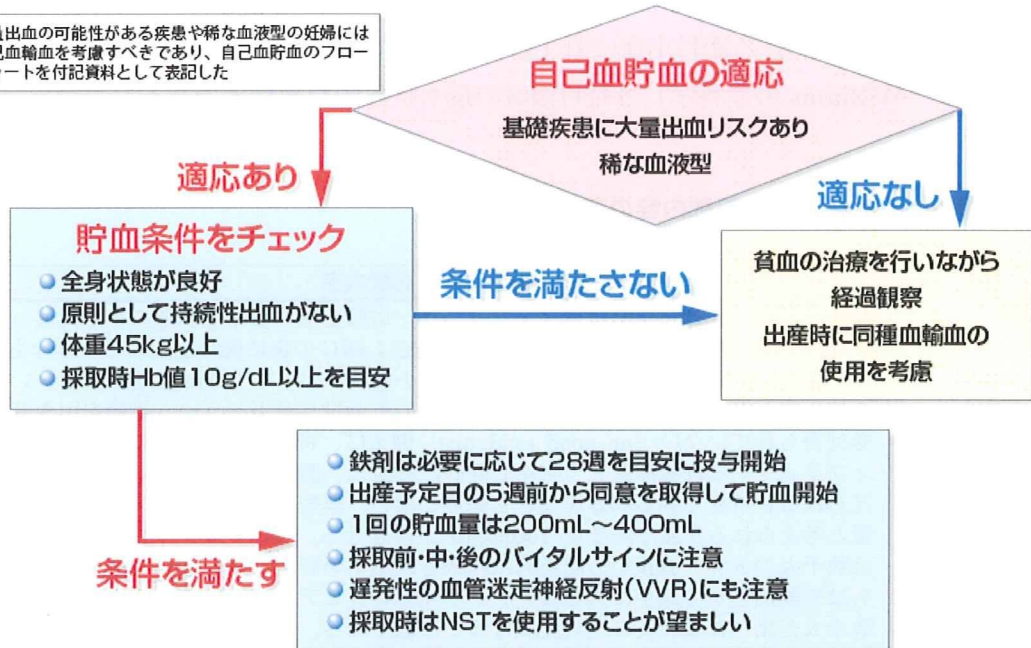 量出血の可能性がある疾患や稀な血液型の妊婦には
己血輸血を考慮すべきであり、自己血貯血のフロー
ャートを付記資料として表記した
自己血貯血の適応
基礎疾患に大量出血リスクあり
稀な血液型
適応あり
適応なし
貯血条件をチェック
全身状態が良好
原則として持続性出血がない
体重45kg以上
採取時Hb値10g/dL以上を目安
条件を満たさない
貧血の治療を行いながら
経過観察
出産時に同種血輸血の
使用を考慮
条件を満たす
鉄剤は必要に応じて28週を目安に投与開始
出産予定日の5週前から同意を取得して貯血開始
1回の貯血量は200mL～400mL
採取前・中・後のバイタルサインに注意
遅発性の血管迷走神経反射(VVR)にも注意
採取時はNSTを使用することが望ましい